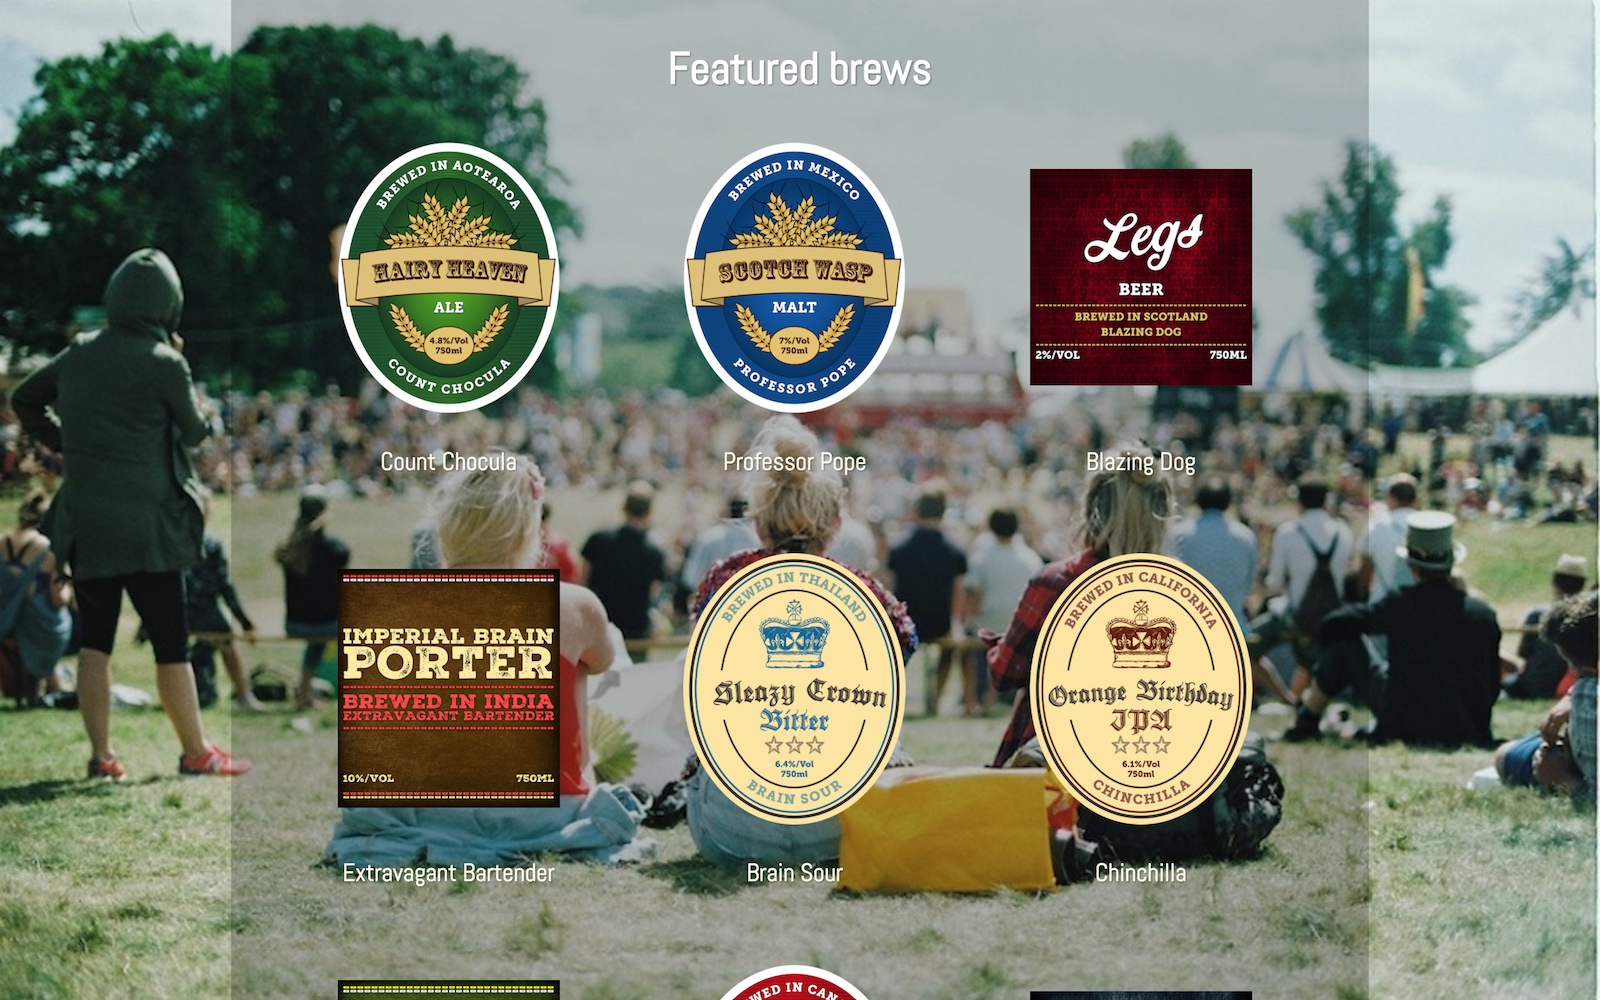 Featured brews
BREWED IN AOTEAROA
HAIRY HEAVEN
ALE
4.8%/Vol
750ml
COUNT CHOCULA
BREWED IN MEXICO
SCOTCH WASP
MALT
7%/Vol
750ml
PROFESSOR POPE
Legs
BEER
BREWED IN SCOTLAND
BLAZING DOG
2%/VOL 750ML
Count Chocula
Professor Pope
Blazing Dog
IMPERIAL BRAIN
PORTER
BREWED IN INDIA
EXTRAVAGANT BARTENDER
10%/VOL 750ML
BREWED IN THAILAND
Sleazy Crown
Bitter
6.4%/Vol
750ml
BRAIN SOUR
BREWED IN CALIFORNIA
Orange Birthday
IPA
6.1%/Vol
750ml
CHINCHILLA
Extravagant Bartender
Brain Sour
Chinchilla
BREWED IN